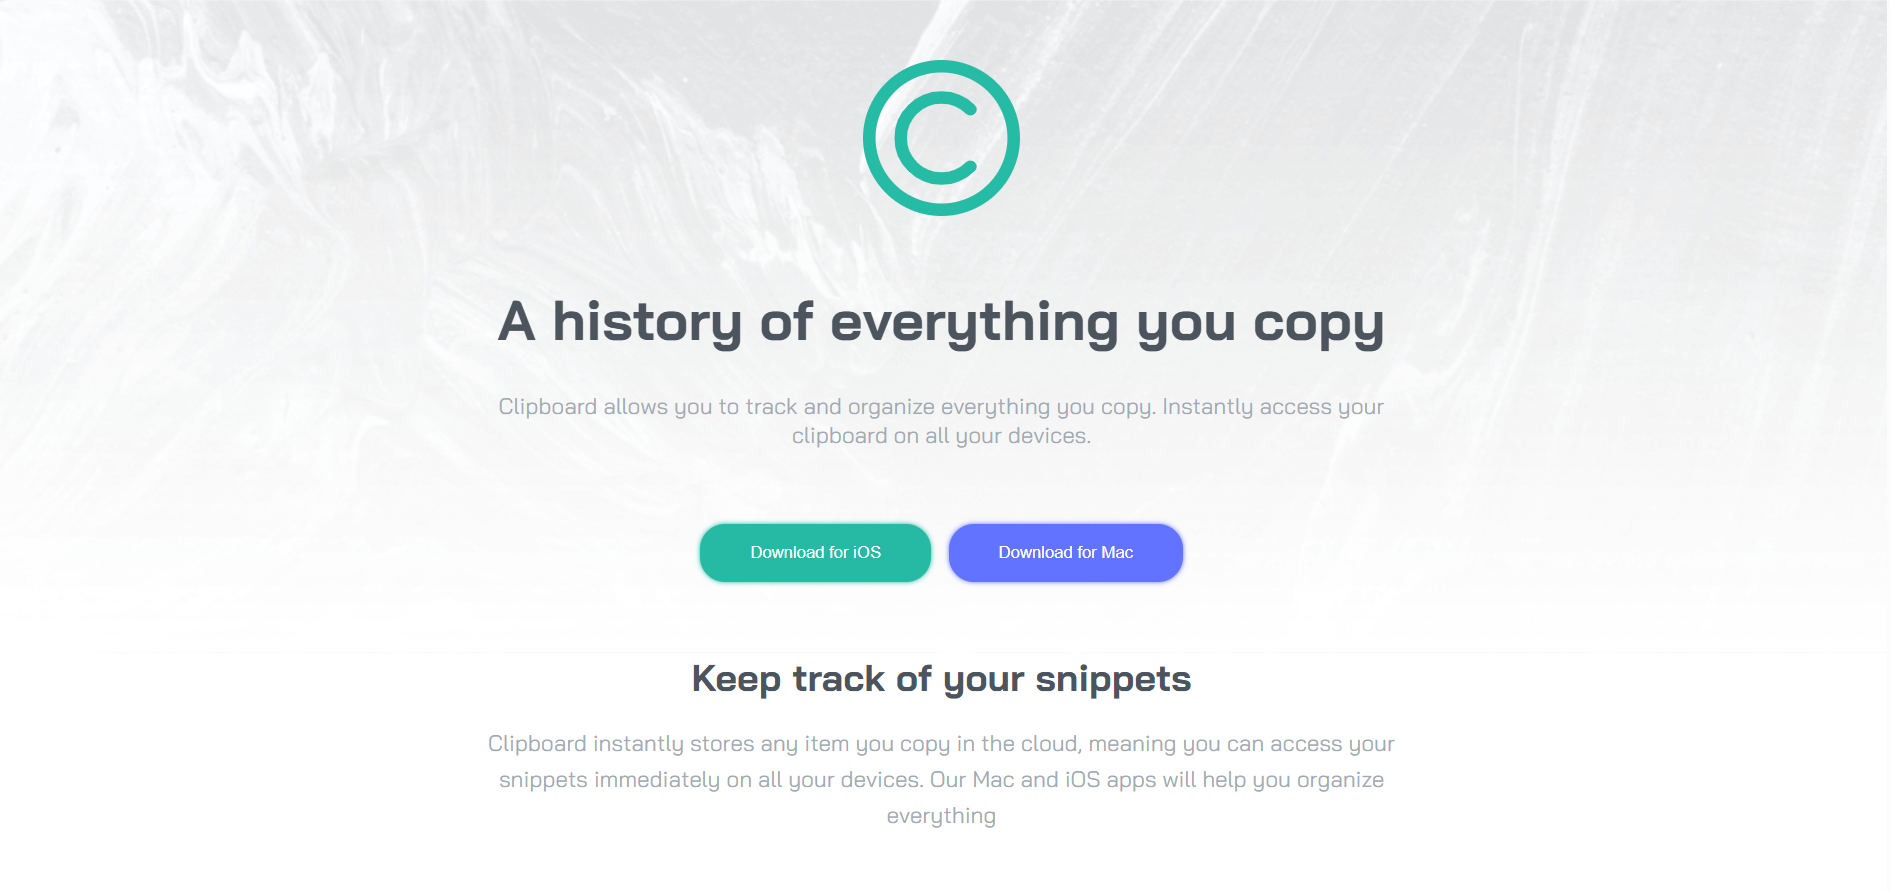 A history of everything you copy
Clipboard allows you to track and organize everything you copy. Instantly access your
clipboard on all your devices.
Download for iOS
Download for Mac
Keep track of your snippets
Clipboard instantly stores any item you copy in the cloud, meaning you can access your
snippets immediately on all your devices. Our Mac and iOS apps will help you organize
everything